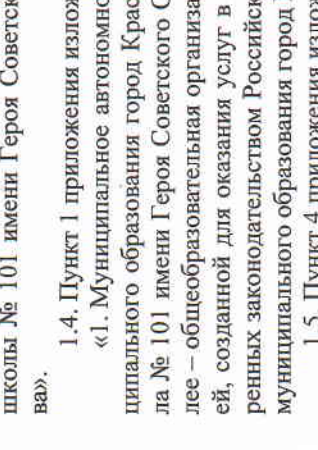 школы № 101 имени Героя Советск
ва».
1.4. Пункт 1 приложения излож
«1. Муниципальное автономно
ципального образования город Крас
ла № 101 имени Героя Советского С
лее – общеобразовательная организа
ей, созданной для оказания услуг в
ренных законодательством Российск
муниципального образования город
1.5. Пункт 4 приложения излож